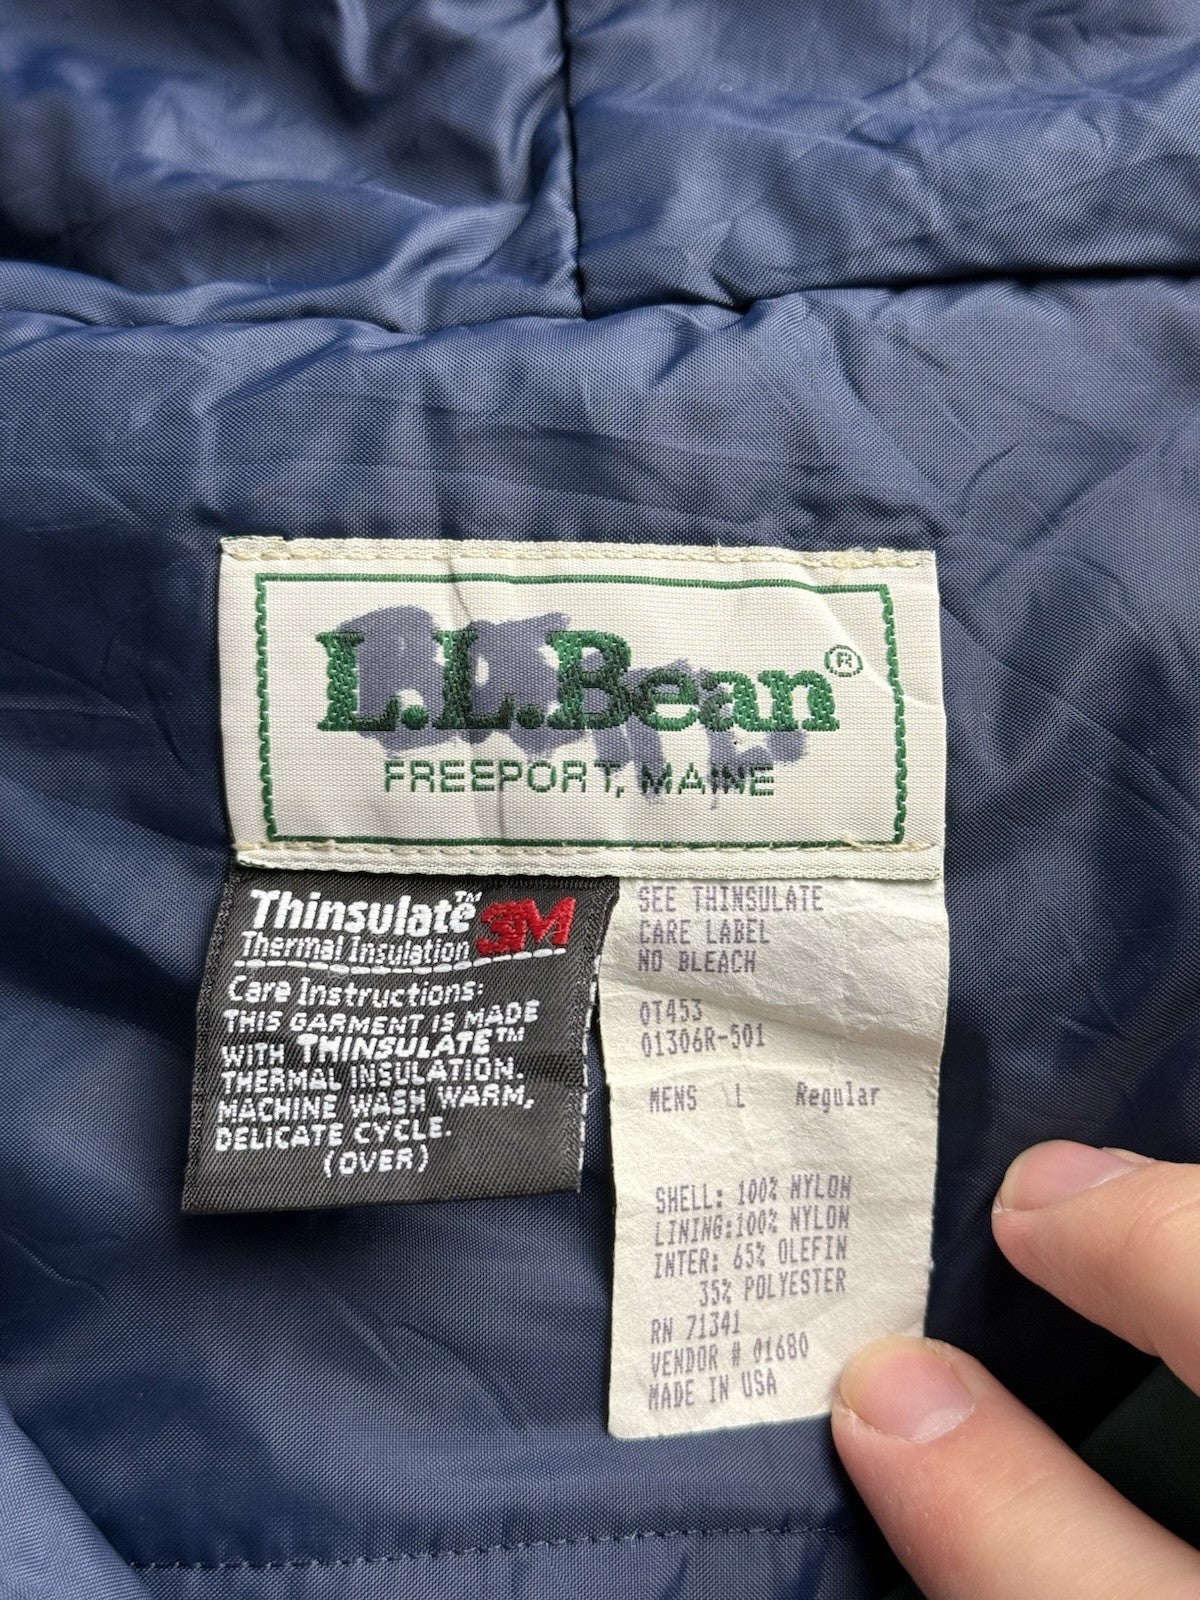 L.L.Bean®
FREEPORT, MAINE
Thinsulate™ 3M
Thermal Insulation
Care Instructions:
THIS GARMENT IS MADE
WITH THINSULATE™
THERMAL INSULATION.
MACHINE WASH WARM,
DELICATE CYCLE.
(OVER)
SEE THINSULATE
CARE LABEL
NO BLEACH
OT453
01306R-501
MENS L Regular
SHELL: 100% NYLON
LINING:100% NYLON
INTER: 65% OLEFIN
35% POLYESTER
RN 71341
VENDOR # 01680
MADE IN USA